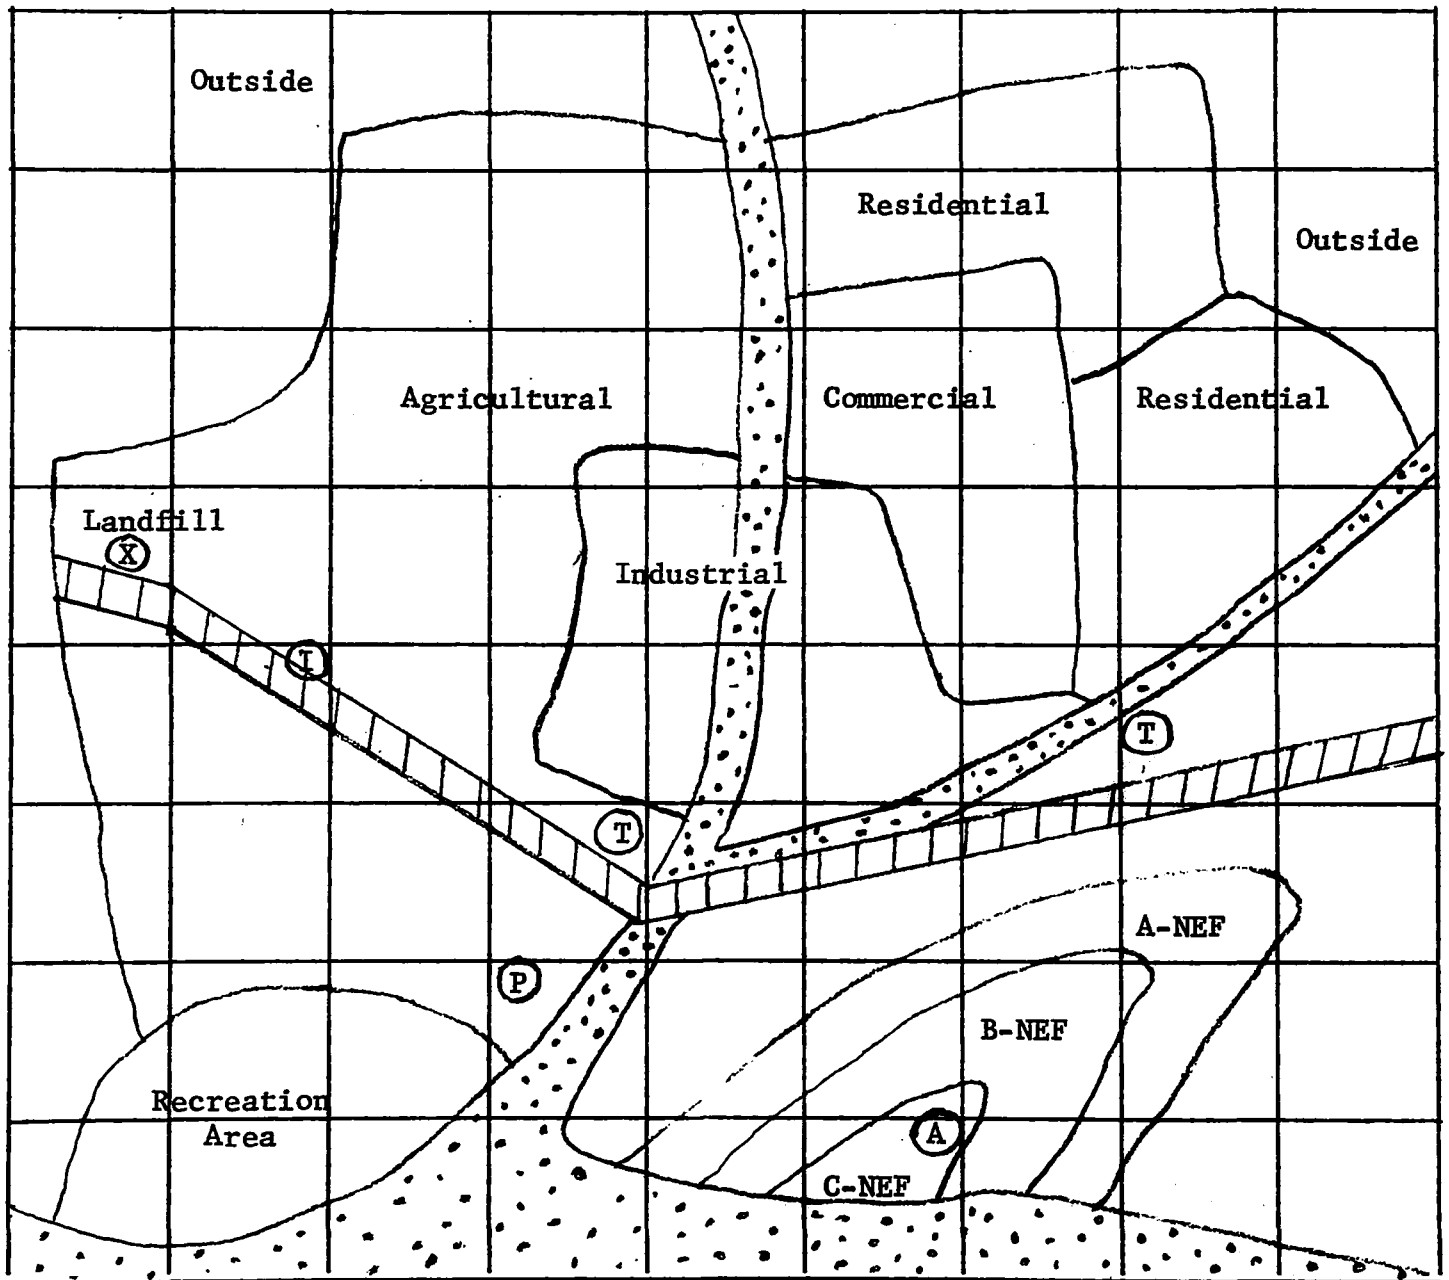 Outside
Residential
Outside
Agricultural
Commercial
Residential
Landfill
X
Industrial
I
T
T
A-NEF
P
B-NEF
Recreation
Area
A
C-NEF